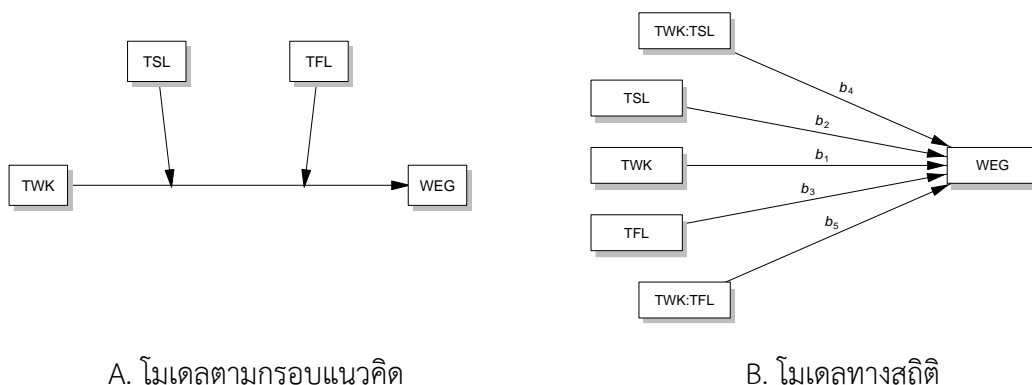 TSL
TFL
TWK
WEG
A. โมเดลตามกรอบแนวคิด
TWK:TSL
b4
TSL
b2
TWK
b1
WEG
b3
TFL
b5
TWK:TFL
B. โมเดลทางสถิติ